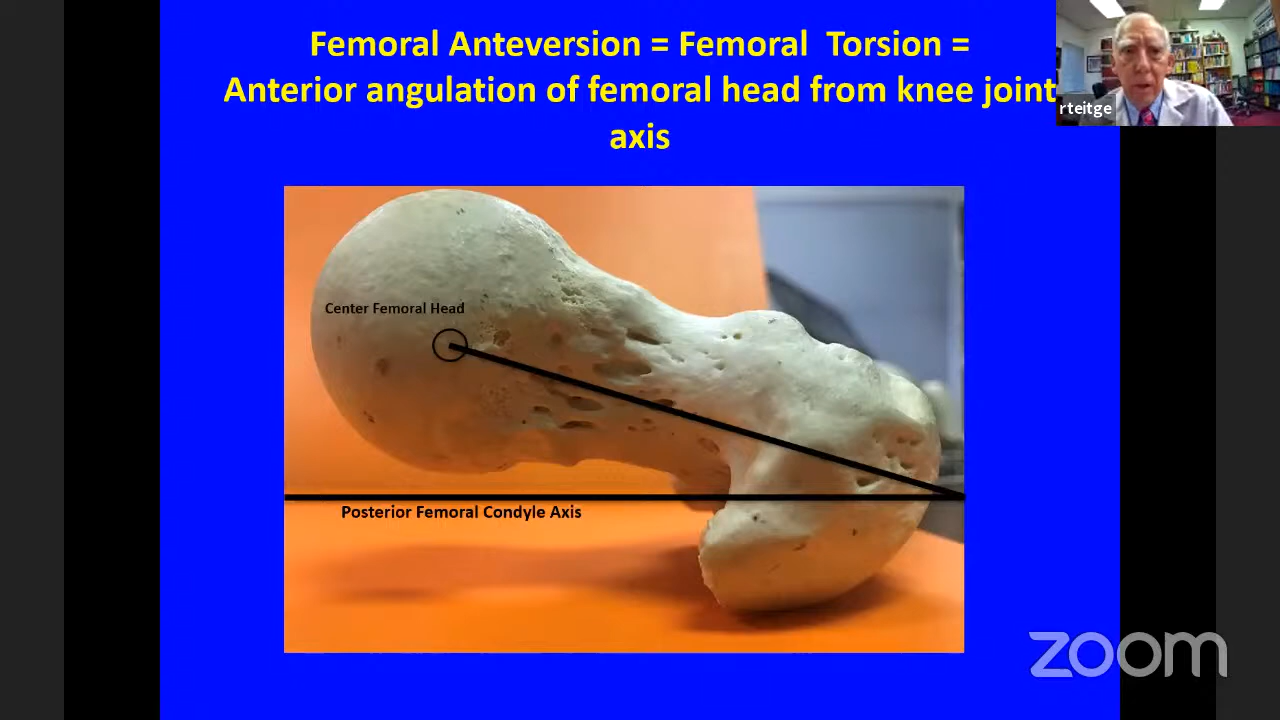 Femoral Anteversion = Femoral Torsion =
Anterior angulation of femoral head from knee joint
axis
rteitge
Center Femoral Head
Posterior Femoral Condyle Axis
zoom